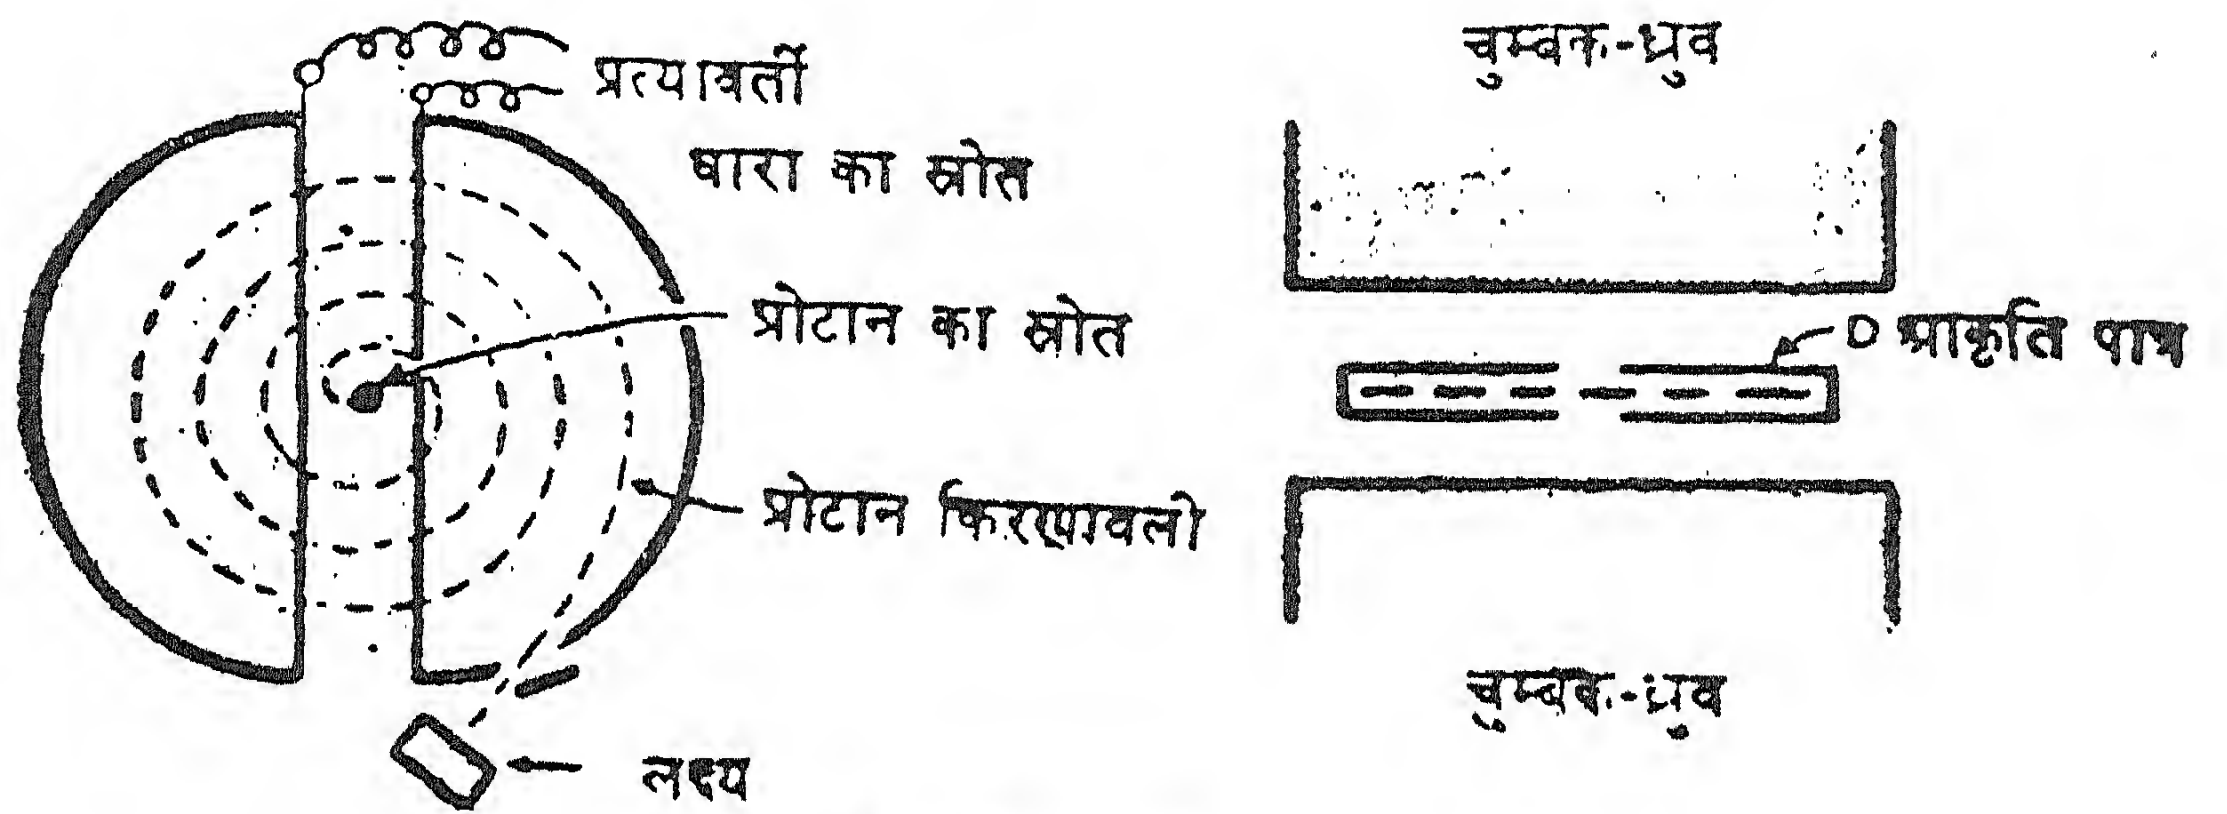 प्रत्यावर्ती
धारा का स्रोत
प्रोटान का स्रोत
प्रोटान किरणावली
लक्ष्य
चुम्बक-ध्रुव
D आकृति पात्र
चुम्बक-ध्रुव